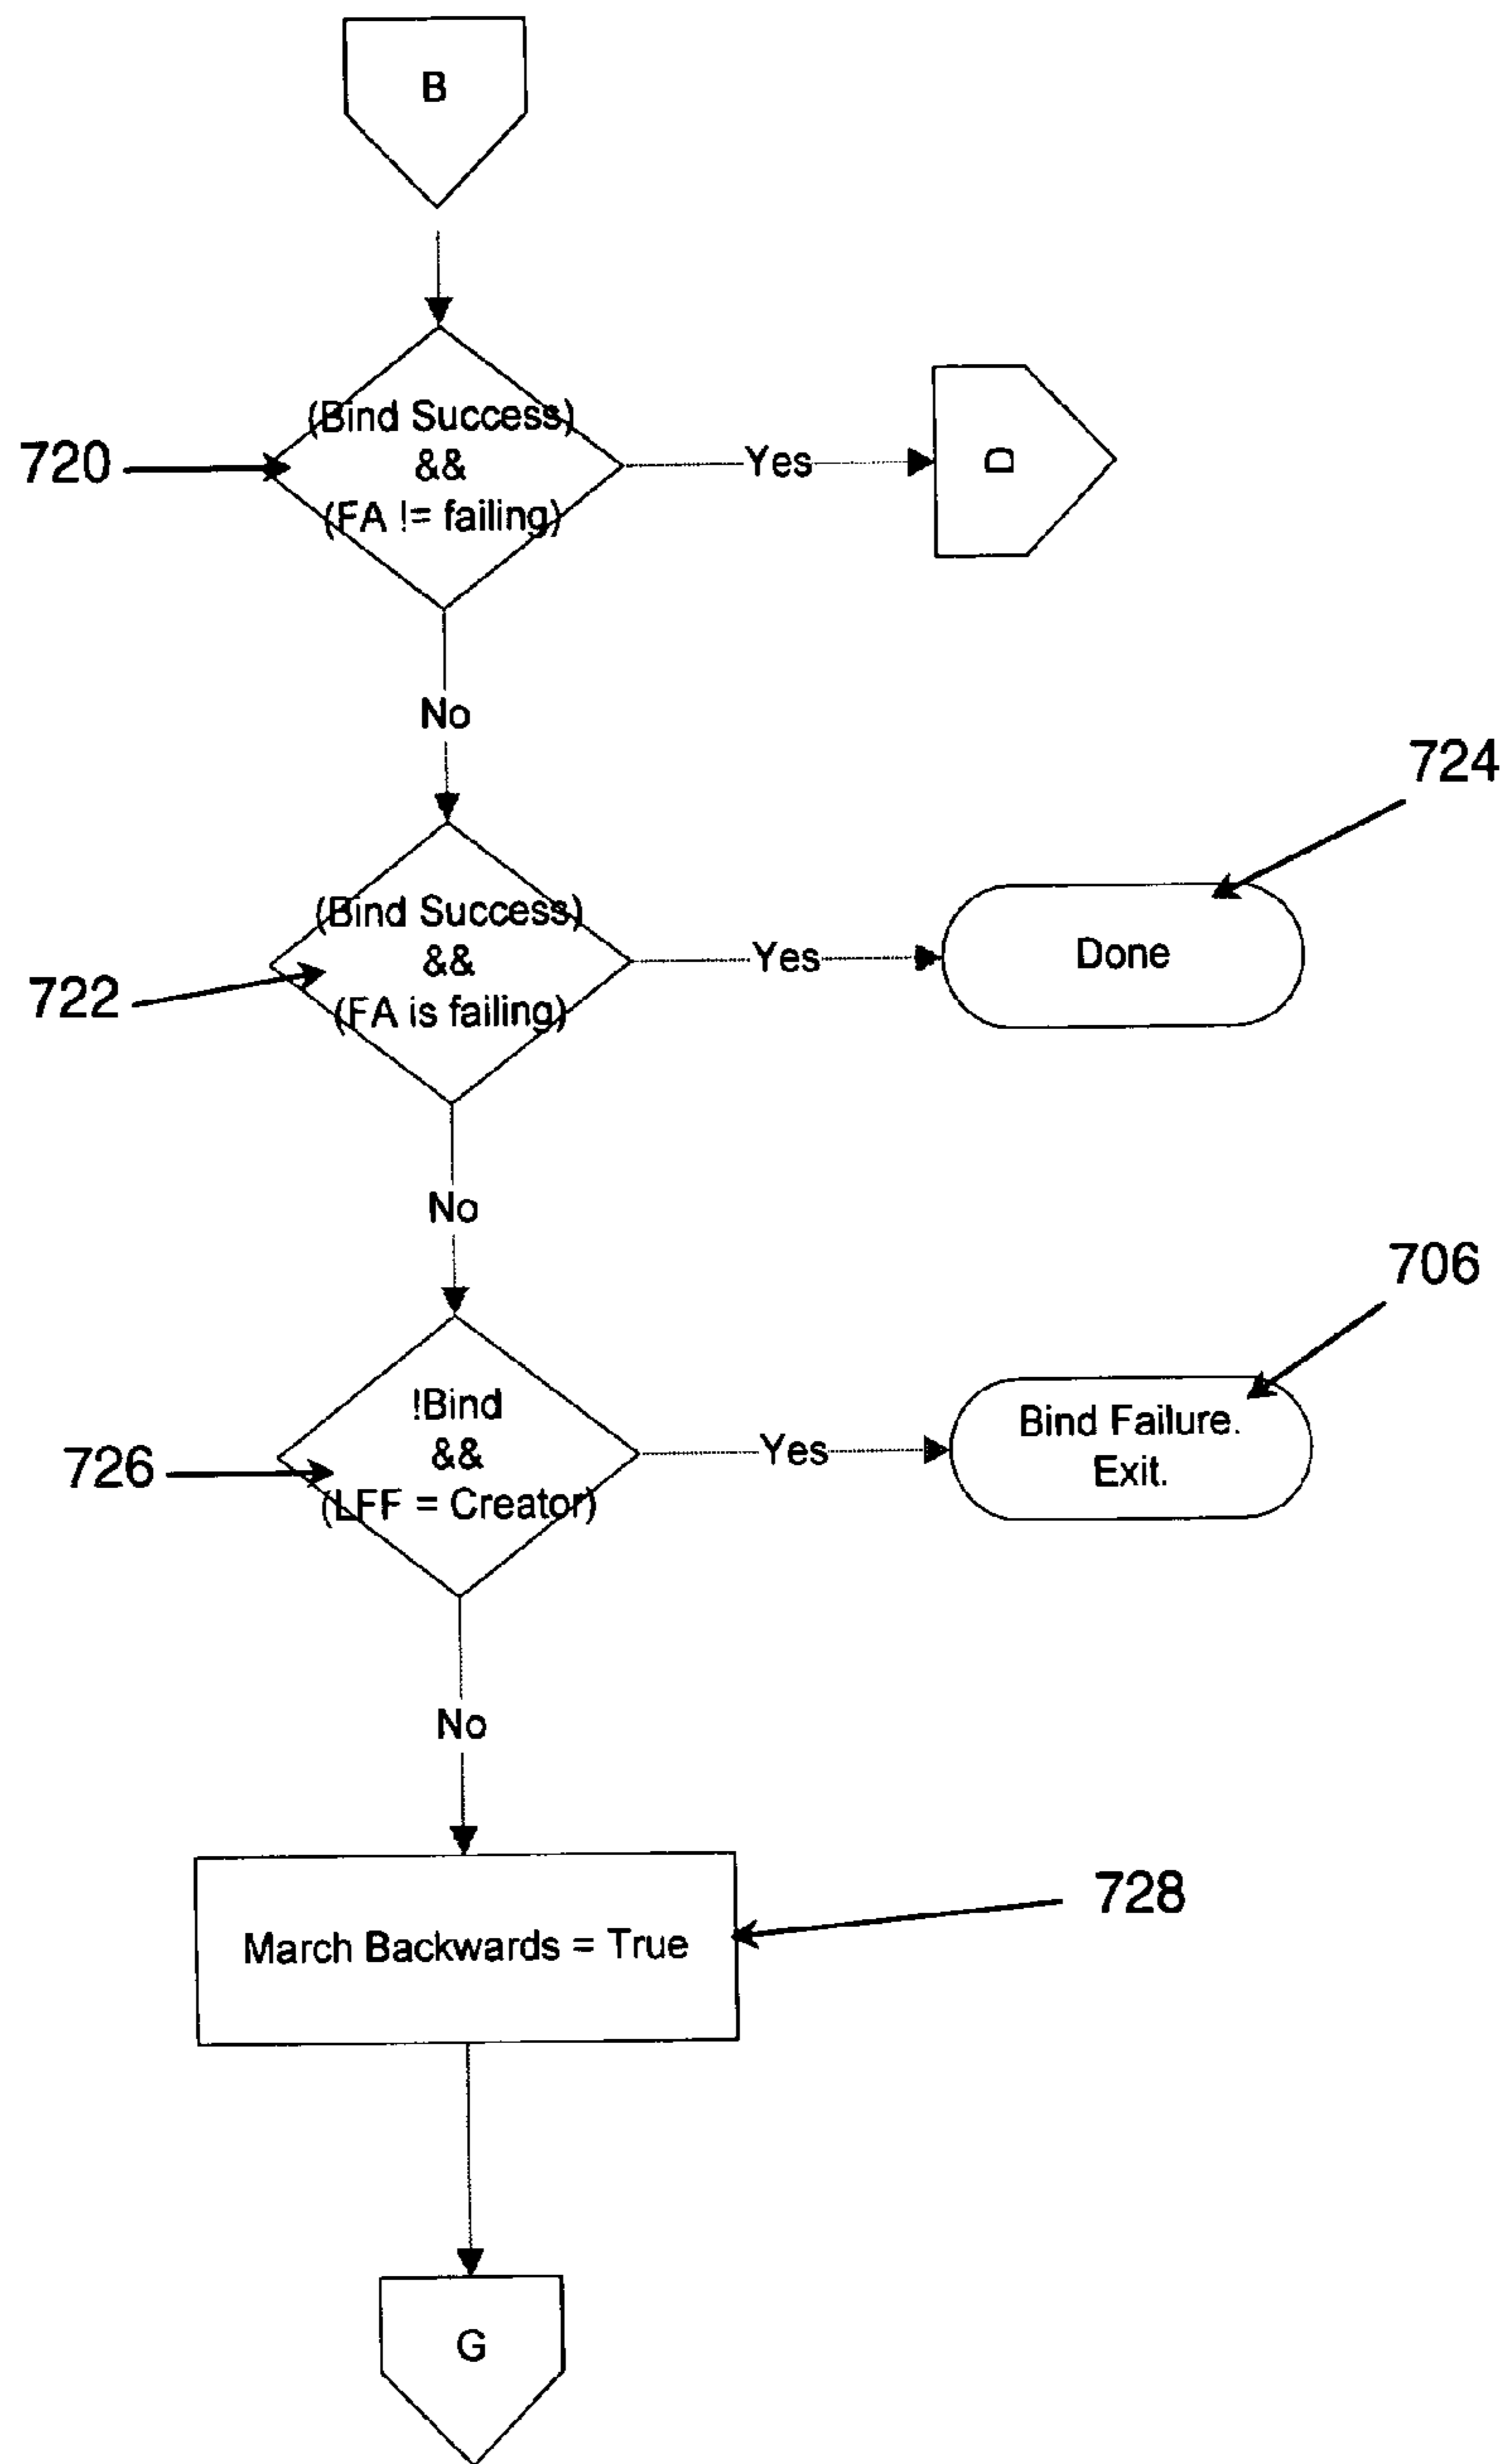 B
(Bind Success)
&&
(FA != failing)
720
Yes
D
No
724
(Bind Success)
&&
(FA is failing)
722
Yes
Done
No
706
!Bind
&&
(LFF = Creator)
726
Yes
Bind Failure.
Exit.
No
March Backwards = True
728
G